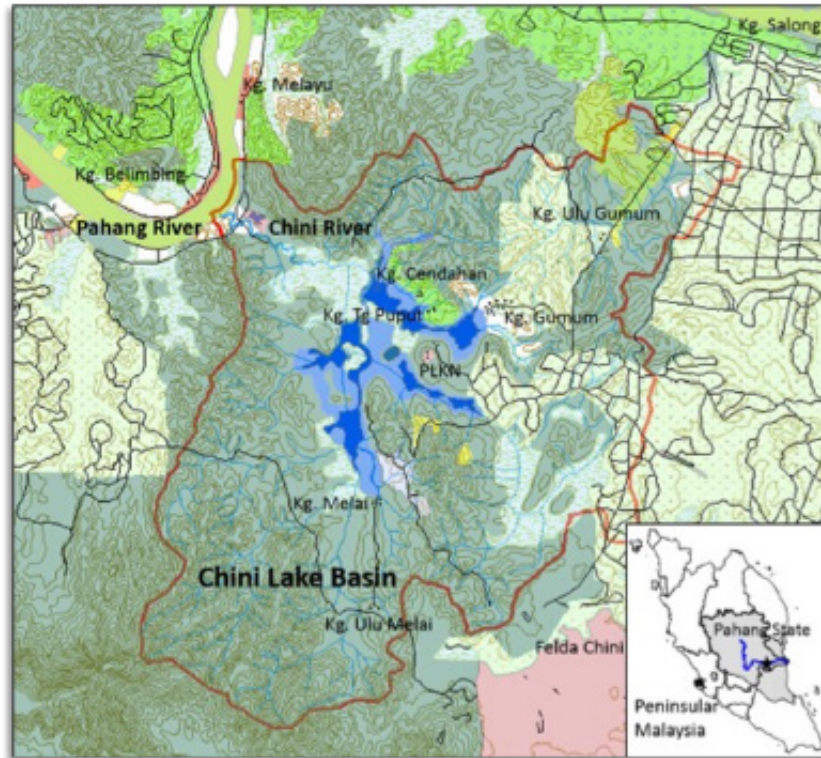 Kg. Salong
Kg. Melayu
Kg. Belimbing
Pahang River
Chini River
Kg. Ulu Gumum
Kg. Cendahan
Kg. Tg Puput
Kg. Gumum
PLKN
Kg. Melai
Chini Lake Basin
Kg. Ulu Melai
Felda Chini
Pahang State
Peninsular
Malaysia